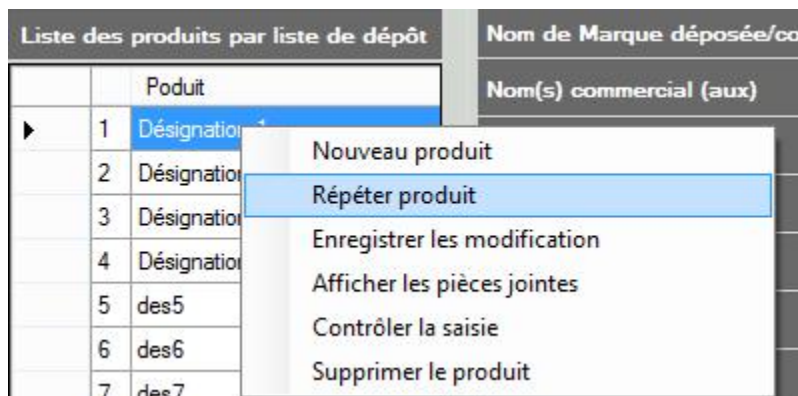 Liste des produits par liste de dépôt
Nom de Marque déposée/co
Poduit
Nom(s) commercial (aux)
1 Désignation 1
2 Désignation
3 Désignation
4 Désignation
5 des5
6 des6
7 des7
Nouveau produit
Répéter produit
Enregistrer les modification
Afficher les pièces jointes
Contrôler la saisie
Supprimer le produit